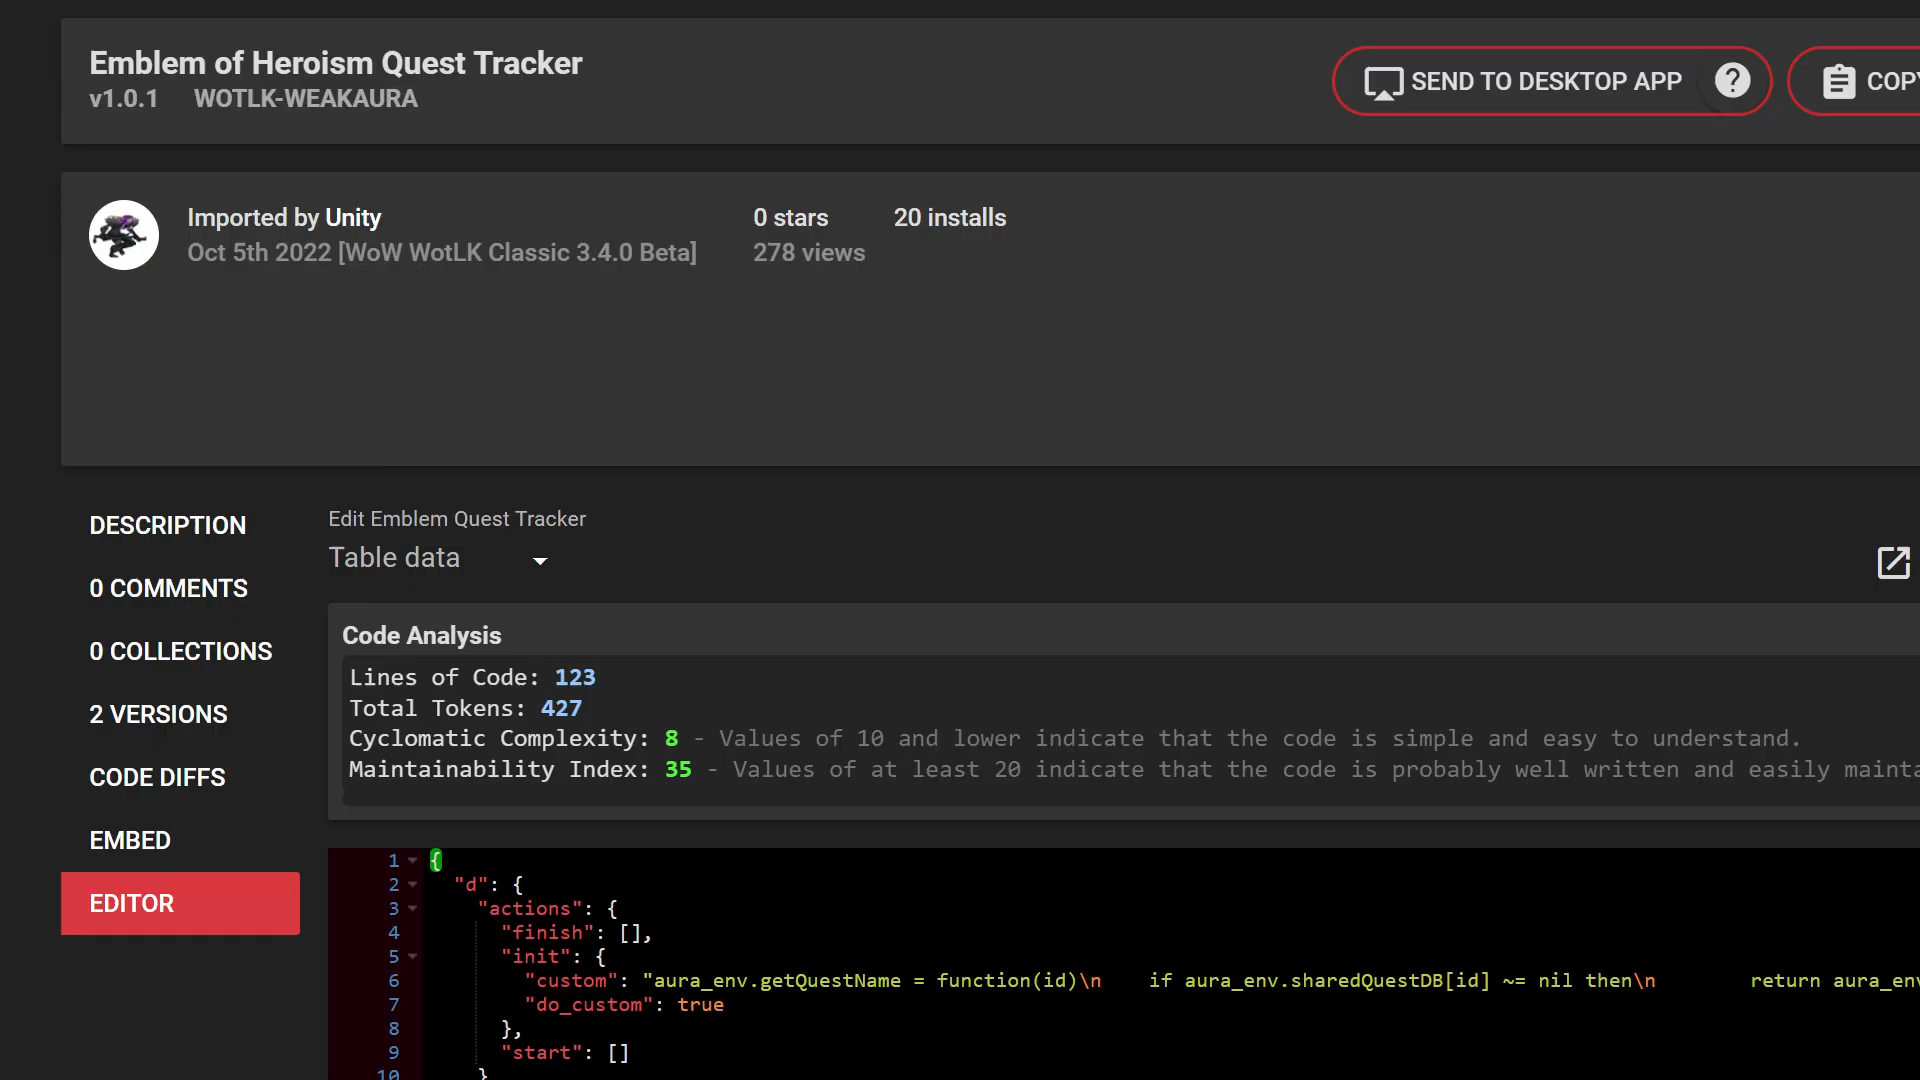 Emblem of Heroism Quest Tracker
v1.0.1 WOTLK-WEAKAURA
SEND TO DESKTOP APP
?
COPY
Imported by Unity
Oct 5th 2022 [WoW WotLK Classic 3.4.0 Beta]
0 stars
278 views
20 installs
DESCRIPTION
0 COMMENTS
0 COLLECTIONS
2 VERSIONS
CODE DIFFS
EMBED
EDITOR
Edit Emblem Quest Tracker
Table data
Code Analysis
Lines of Code: 123
Total Tokens: 427
Cyclomatic Complexity: 8 - Values of 10 and lower indicate that the code is simple and easy to understand.
Maintainability Index: 35 - Values of at least 20 indicate that the code is probably well written and easily mainta
1 {
2 "d": {
3 "actions": {
4 "finish": [],
5 "init": {
6 "custom": "aura_env.getQuestName = function(id)\n    if aura_env.sharedQuestDB[id] ~= nil then\n        return aura_env
7 "do_custom": true
8 },
9 "start": []
10 }